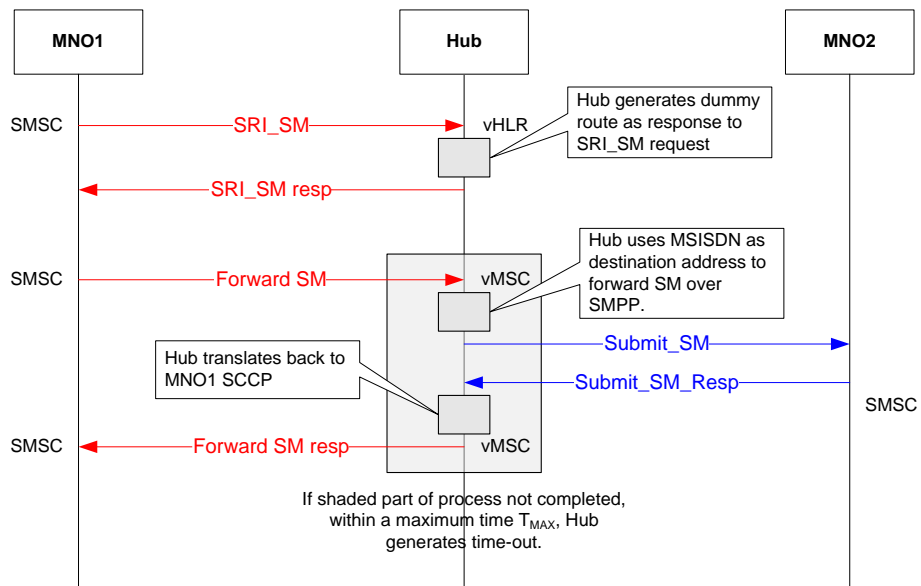 MNO1
Hub
MNO2
SMSC
SRI_SM
vHLR
Hub generates dummy
route as response to
SRI_SM request
SRI_SM resp
SMSC
Forward SM
vMSC
Hub uses MSISDN as
destination address to
forward SM over
SMPP.
Submit_SM
Hub translates back to
MNO1 SCCP
Submit_SM_Resp
SMSC
SMSC
Forward SM resp
vMSC
If shaded part of process not completed,
within a maximum time TMAX, Hub
generates time-out.